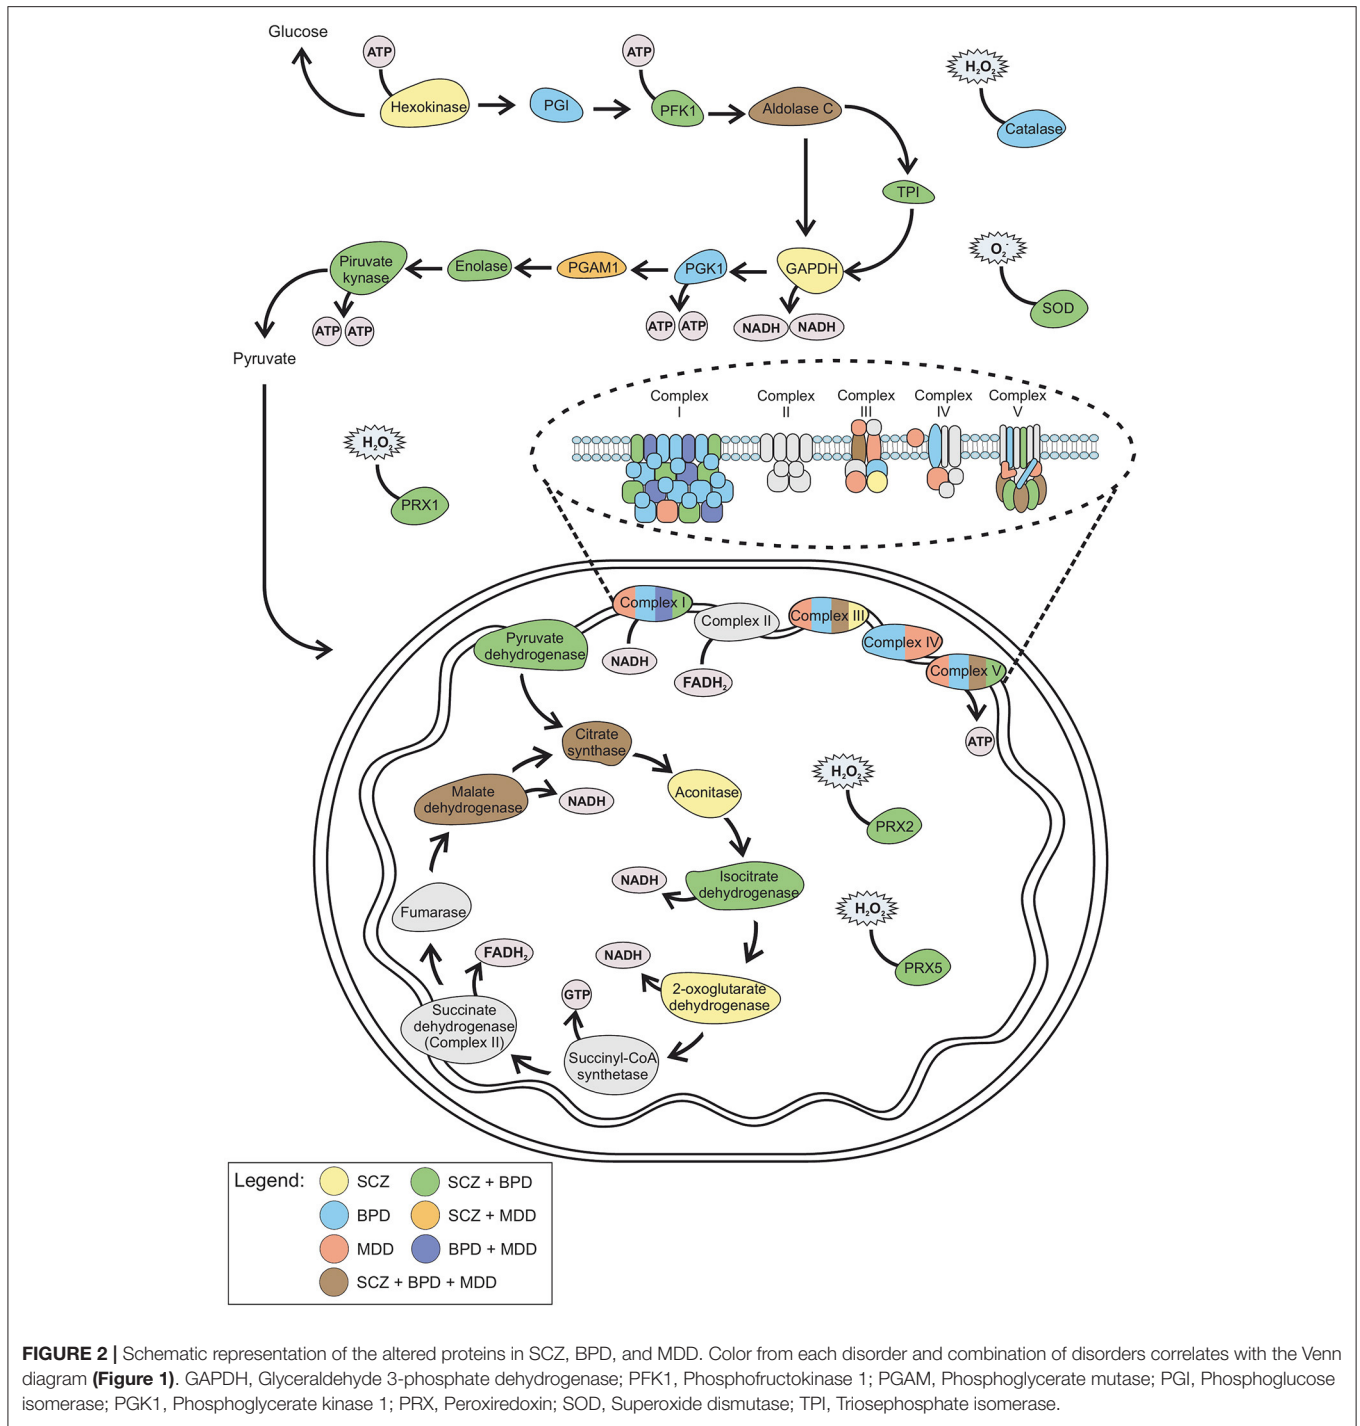 Glucose
ATP
Hexokinase
PGI
ATP
PFK1
Aldolase C
H₂O₂
Catalase
TPI
Piruvate
kynase
Enolase
PGAM1
PGK1
GAPDH
O₂⁻
SOD
ATP ATP
ATP ATP
NADH NADH
Pyruvate
Complex
I
Complex
II
Complex
III
Complex
IV
Complex
V
H₂O₂
PRX1
Complex I
Complex II
Complex III
Complex IV
Complex V
Pyruvate
dehydrogenase
NADH
FADH₂
ATP
Citrate
synthase
Malate
dehydrogenase
NADH
Aconitase
H₂O₂
PRX2
Isocitrate
dehydrogenase
NADH
Fumarase
H₂O₂
PRX5
FADH₂
NADH
2-oxoglutarate
dehydrogenase
GTP
Succinate
dehydrogenase
(Complex II)
Succinyl-CoA
synthetase
Legend:
SCZ
SCZ + BPD
BPD
SCZ + MDD
MDD
BPD + MDD
SCZ + BPD + MDD
FIGURE 2 | Schematic representation of the altered proteins in SCZ, BPD, and MDD. Color from each disorder and combination of disorders correlates with the Venn
diagram (Figure 1). GAPDH, Glyceraldehyde 3-phosphate dehydrogenase; PFK1, Phosphofructokinase 1; PGAM, Phosphoglycerate mutase; PGI, Phosphoglucose
isomerase; PGK1, Phosphoglycerate kinase 1; PRX, Peroxiredoxin; SOD, Superoxide dismutase; TPI, Triosephosphate isomerase.